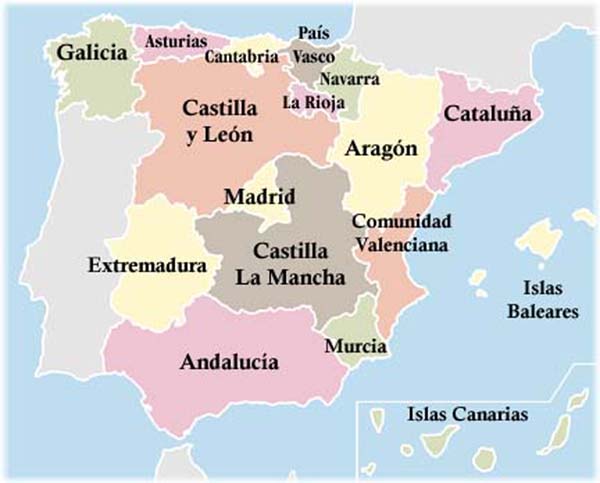 Galicia
Asturias
Cantabria
País
Vasco
Navarra
La Rioja
Castilla
y León
Aragón
Cataluña
Madrid
Comunidad
Valenciana
Extremadura
Castilla
La Mancha
Islas
Baleares
Andalucía
Murcia
Islas Canarias